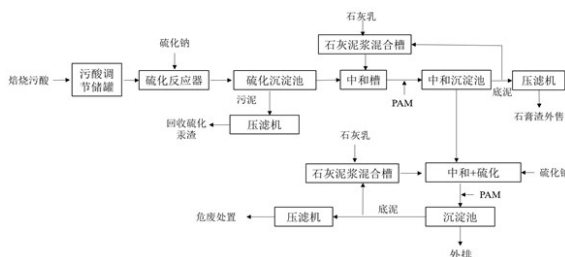 石灰乳
硫化钠
石灰泥浆混合槽
焙烧污酸
污酸调
节储罐
硫化反应器
硫化沉淀池
中和槽
中和沉淀池
压滤机
污泥
PAM
底泥
回收硫化
汞渣
压滤机
石膏渣外售
石灰乳
石灰泥浆混合槽
中和+硫化
硫化钠
PAM
危废处置
压滤机
底泥
沉淀池
外排